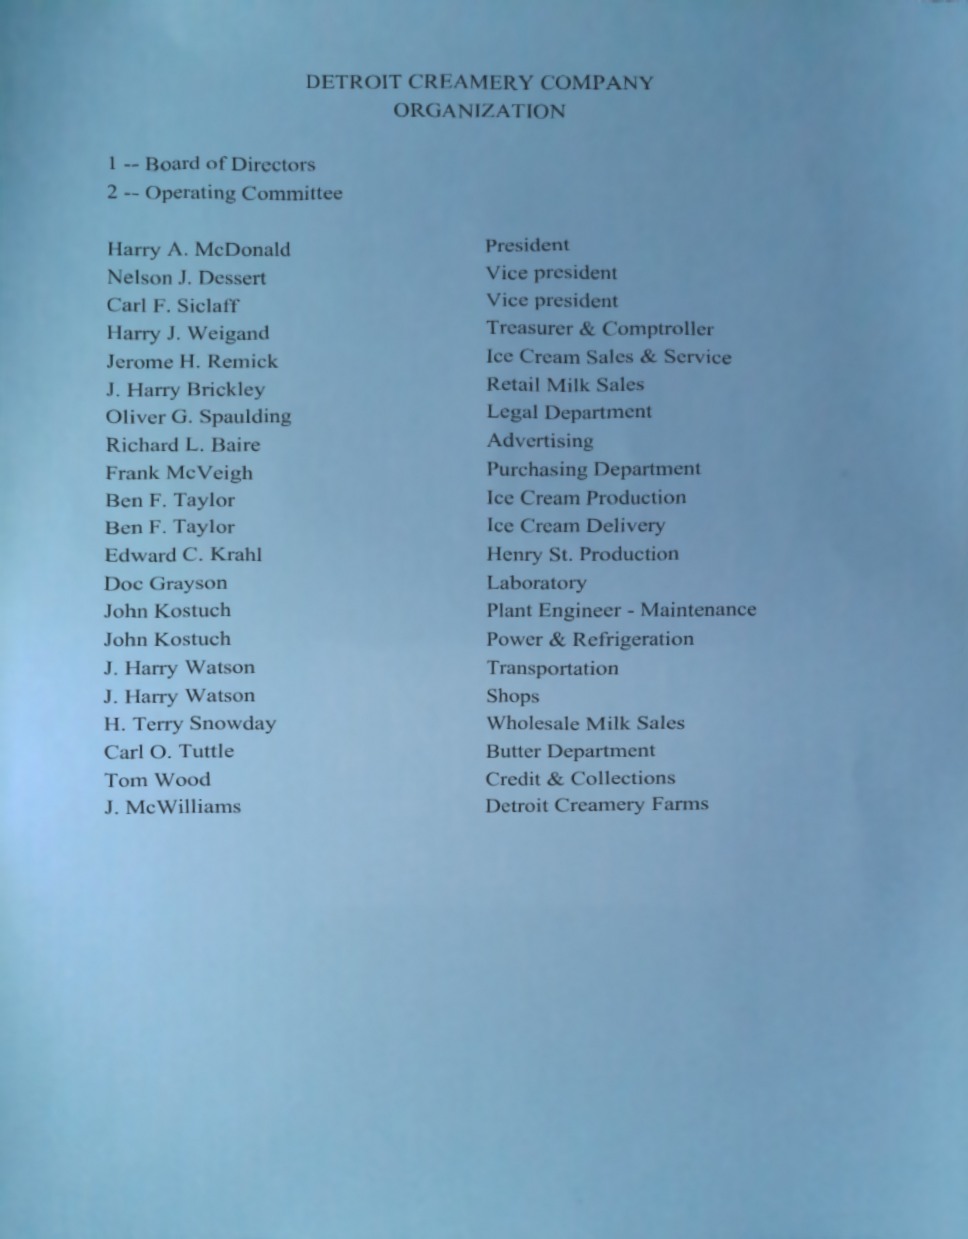 DETROIT CREAMERY COMPANY
ORGANIZATION
1 -- Board of Directors
2 -- Operating Committee
Harry A. McDonald President
Nelson J. Dessert Vice president
Carl F. Siclaff Vice president
Harry J. Weigand Treasurer & Comptroller
Jerome H. Remick Ice Cream Sales & Service
J. Harry Brickley Retail Milk Sales
Oliver G. Spaulding Legal Department
Richard L. Baire Advertising
Frank McVeigh Purchasing Department
Ben F. Taylor Ice Cream Production
Ben F. Taylor Ice Cream Delivery
Edward C. Krahl Henry St. Production
Doc Grayson Laboratory
John Kostuch Plant Engineer - Maintenance
John Kostuch Power & Refrigeration
J. Harry Watson Transportation
J. Harry Watson Shops
H. Terry Snowday Wholesale Milk Sales
Carl O. Tuttle Butter Department
Tom Wood Credit & Collections
J. McWilliams Detroit Creamery Farms